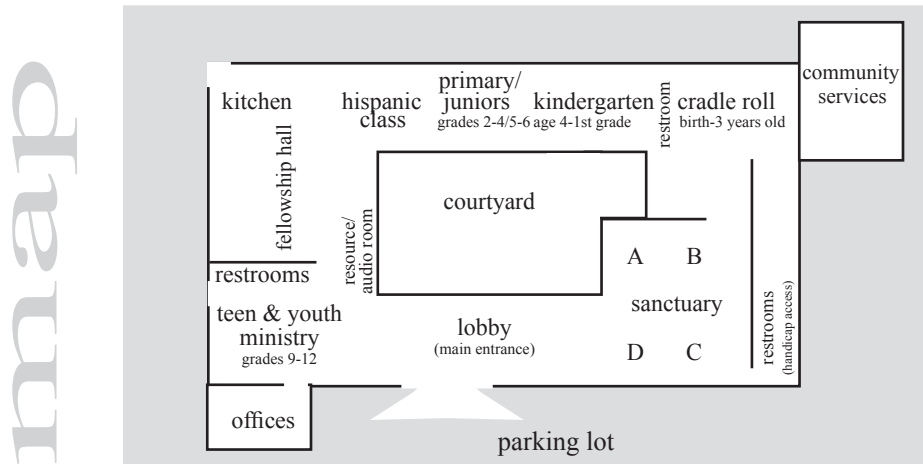 map
kitchen
fellowship hall
hispanic
class
primary/
juniors
grades 2-4/5-6
kindergarten
age 4-1st grade
restroom
cradle roll
birth-3 years old
community
services
courtyard
resource/
audio room
restrooms
teen & youth
ministry
grades 9-12
lobby
(main entrance)
A
B
sanctuary
D
C
restrooms
(handicap access)
offices
parking lot